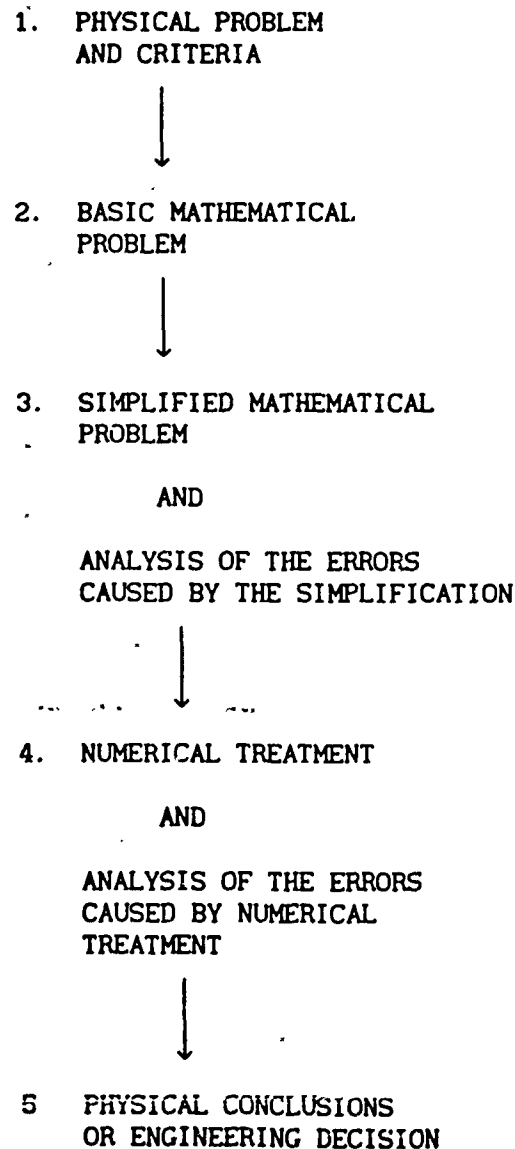 1. PHYSICAL PROBLEM
AND CRITERIA
2. BASIC MATHEMATICAL
PROBLEM
3. SIMPLIFIED MATHEMATICAL
PROBLEM
AND
ANALYSIS OF THE ERRORS
CAUSED BY THE SIMPLIFICATION
4. NUMERICAL TREATMENT
AND
ANALYSIS OF THE ERRORS
CAUSED BY NUMERICAL
TREATMENT
5 PHYSICAL CONCLUSIONS
OR ENGINEERING DECISION